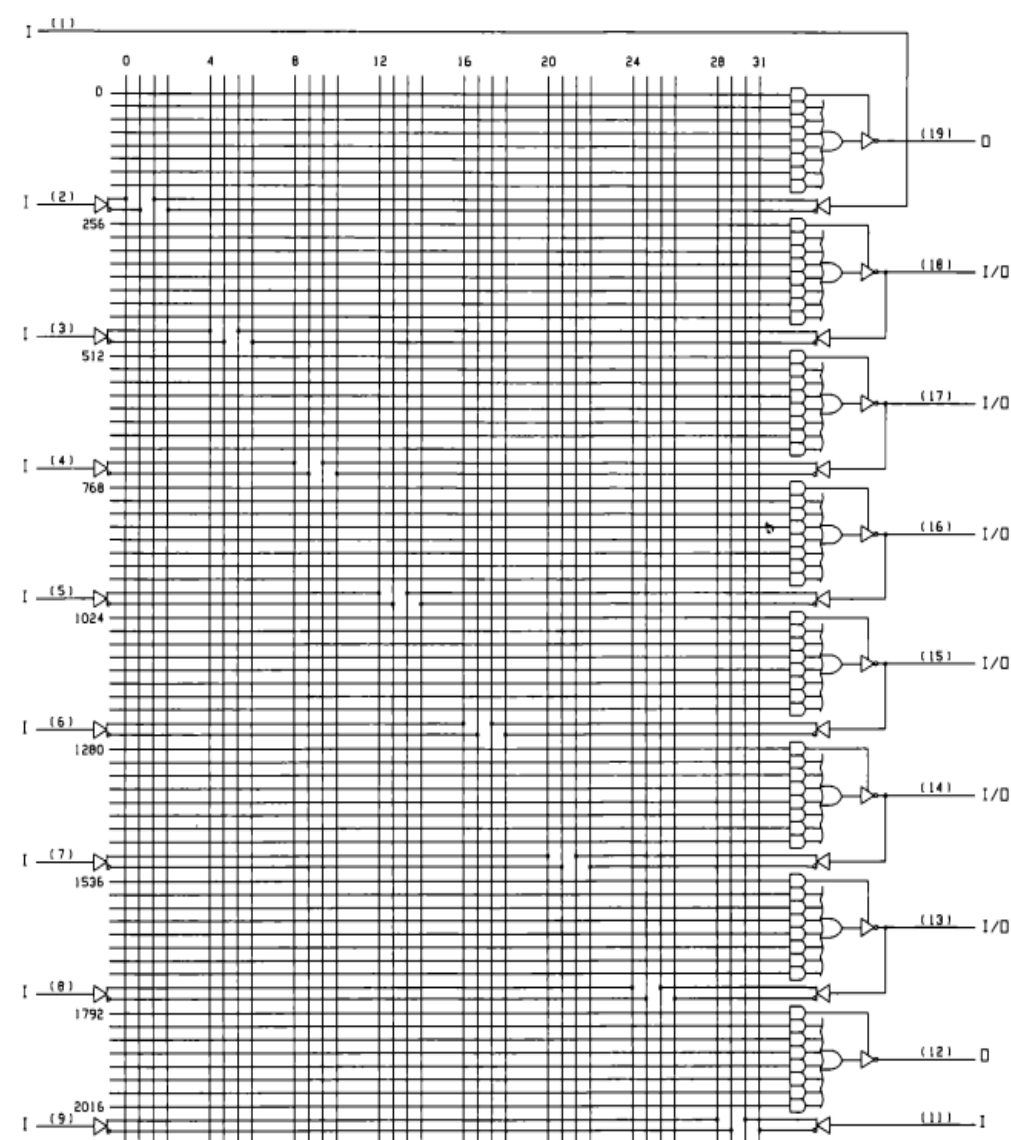 I (1)
0 4 8 12 16 20 24 28 31
0
(19) O
I (2)
256
(18) I/O
I (3)
512
(17) I/O
I (4)
768
(16) I/O
I (5)
1024
(15) I/O
I (6)
1280
(14) I/O
I (7)
1536
(13) I/O
I (8)
1792
(12) O
2016
I (9) (11) I